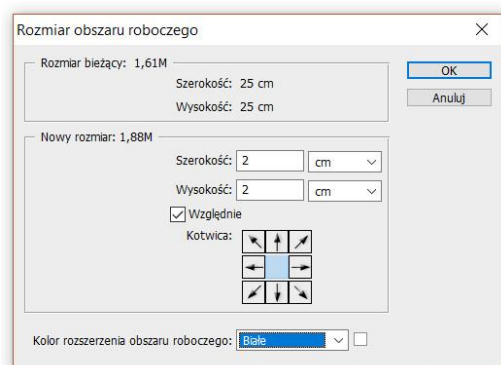 Rozmiar obszaru roboczego
Rozmiar bieżący: 1,61M
Szerokość: 25 cm
Wysokość: 25 cm
OK
Anuluj
Nowy rozmiar: 1,88M
Szerokość: 2 cm
Wysokość: 2 cm
Względnie
Kotwica:
Kolor rozszerzenia obszaru roboczego: Białe